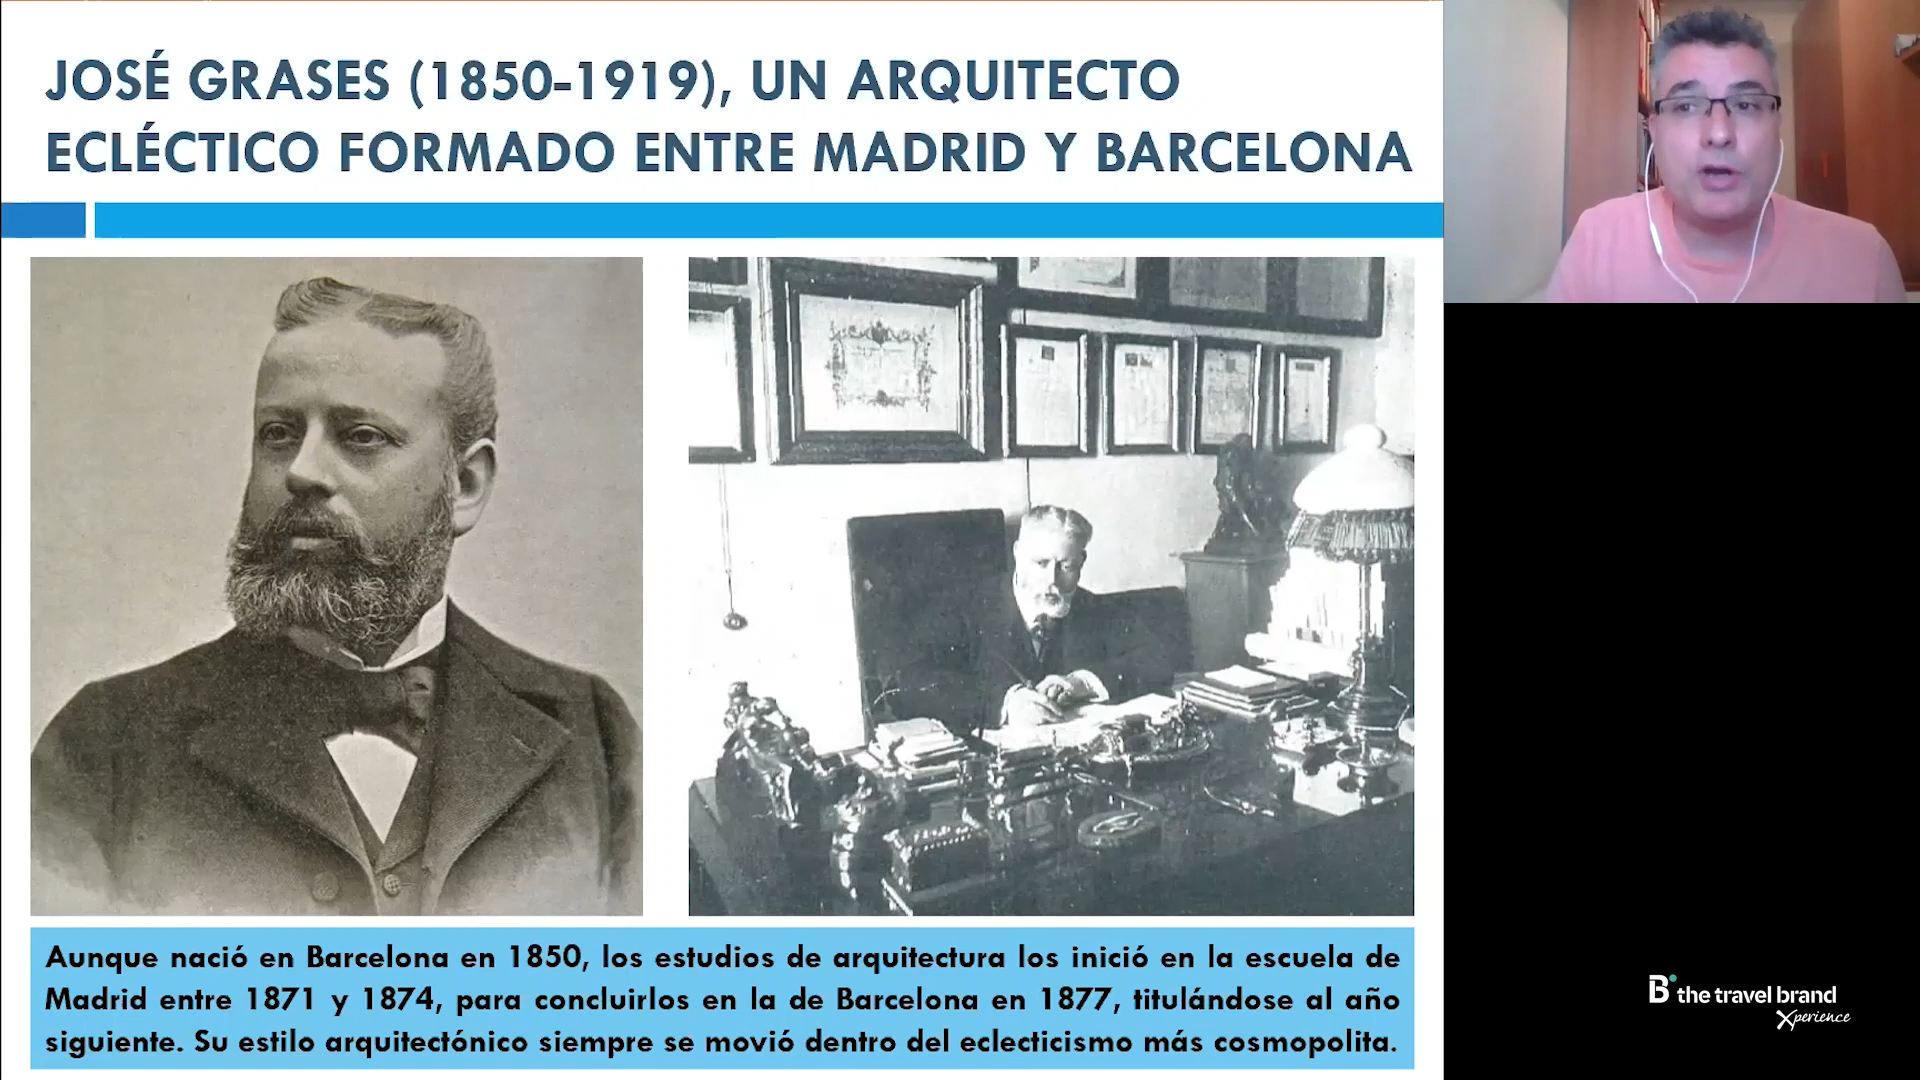 JOSÉ GRASES (1850-1919), UN ARQUITECTO
ECLÉCTICO FORMADO ENTRE MADRID Y BARCELONA
Aunque nació en Barcelona en 1850, los estudios de arquitectura los inició en la escuela de
Madrid entre 1871 y 1874, para concluirlos en la de Barcelona en 1877, titulándose al año
siguiente. Su estilo arquitectónico siempre se movió dentro del eclecticismo más cosmopolita.
B the travel brand
Xperience